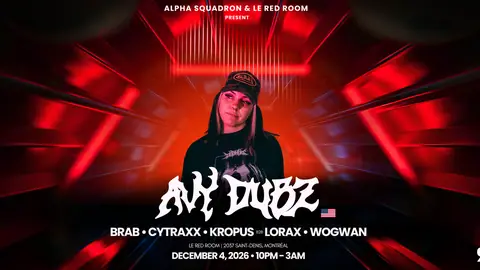 ALPHA SQUADRON & LE RED ROOM
PRESENT
AVY DUBZ
BRAB • CYTRAXX • KROPUS B2B LORAX • WOGWAN
LE RED ROOM | 2057 SAINT-DENIS, MONTRÉAL
DECEMBER 4, 2026 • 10PM - 3AM